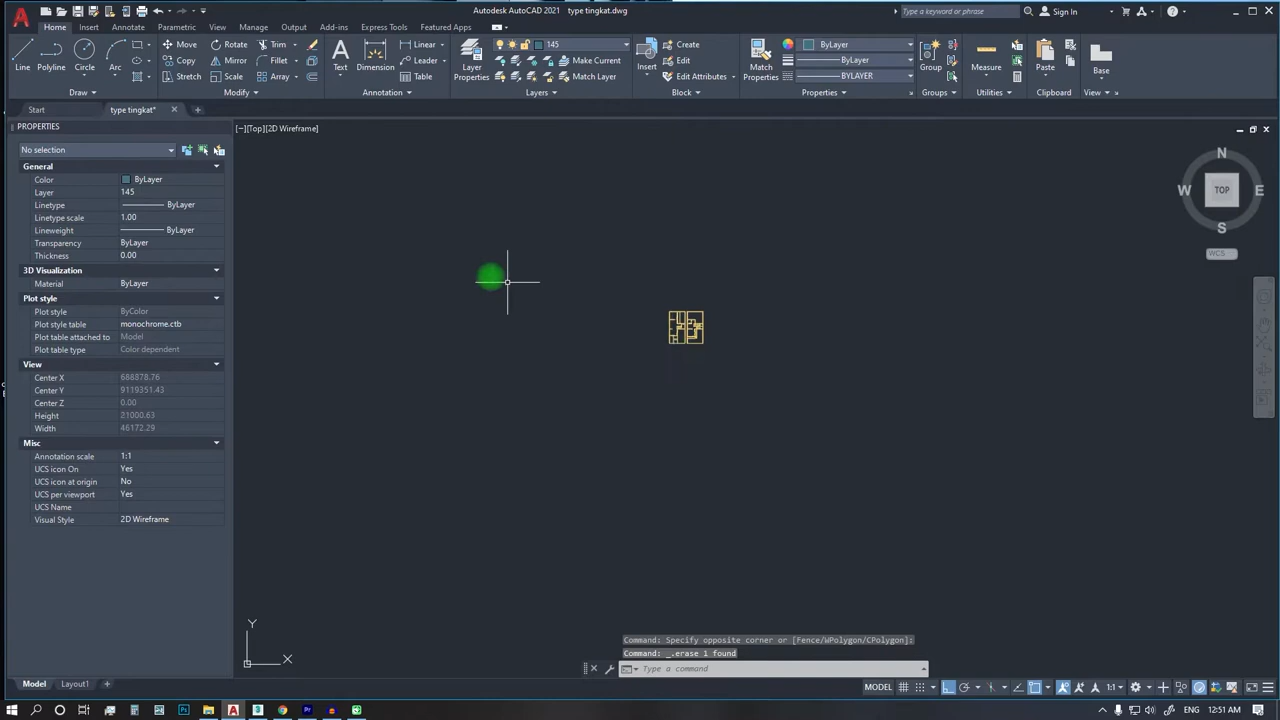 Autodesk AutoCAD 2021 type tingkat.dwg
Type a keyword or phrase
Sign In
Home Insert Annotate Parametric View Manage Output Add-ins Express Tools Featured Apps
Line
Polyline
Circle
Arc
Move
Rotate
Trim
Copy
Mirror
Fillet
Stretch
Scale
Array
Text
Dimension
Linear
Leader
Table
Layer
Properties
145
Make Current
Match Layer
Insert
Create
Edit
Edit Attributes
Match
Properties
ByLayer
ByLayer
BYLAYER
Group
Measure
Paste
Base
Draw
Modify
Annotation
Layers
Block
Properties
Groups
Utilities
Clipboard
View
Start
type tingkat*
PROPERTIES
[−][Top][2D Wireframe]
No selection
General
Color ByLayer
Layer 145
Linetype ByLayer
Linetype scale 1.00
Lineweight ByLayer
Transparency ByLayer
Thickness 0.00
3D Visualization
Material ByLayer
Plot style
Plot style ByColor
Plot style table monochrome.ctb
Plot table attached to Model
Plot table type Color dependent
View
Center X 688878.76
Center Y 9119351.43
Center Z 0.00
Height 21000.63
Width 46172.29
Misc
Annotation scale 1:1
UCS icon On Yes
UCS icon at origin No
UCS per viewport Yes
UCS Name
Visual Style 2D Wireframe
N
W TOP E
S
WCS
Y
X
Command: Specify opposite corner or [Fence/WPolygon/CPolygon]:
Command: _.erase 1 found
Type a command
Model Layout1
MODEL
1:1
ENG 12:51 AM